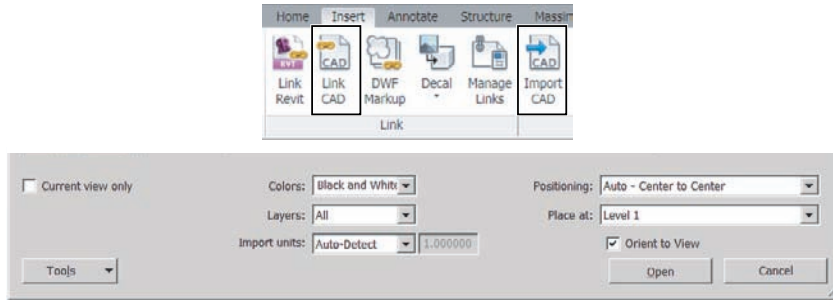 Home Insert Annotate Structure Massin
RVT CAD CAD
Link Link DWF Decal Manage Import
Revit CAD Markup Links CAD
Link
Current view only Colors: Black and White Positioning: Auto - Center to Center
Layers: All Place at: Level 1
Import units: Auto-Detect 1.000000 Orient to View
Tools Open Cancel